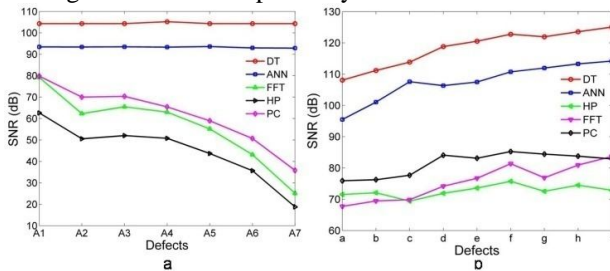 110
100
90
80
70
60
50
40
30
20
10
SNR (dB)
DT
ANN
FFT
HP
PC
A1 A2 A3 A4 A5 A6 A7
Defects
a
130
120
110
100
90
80
70
60
SNR (dB)
DT
ANN
HP
FFT
PC
a b c d e f g h
Defects
b